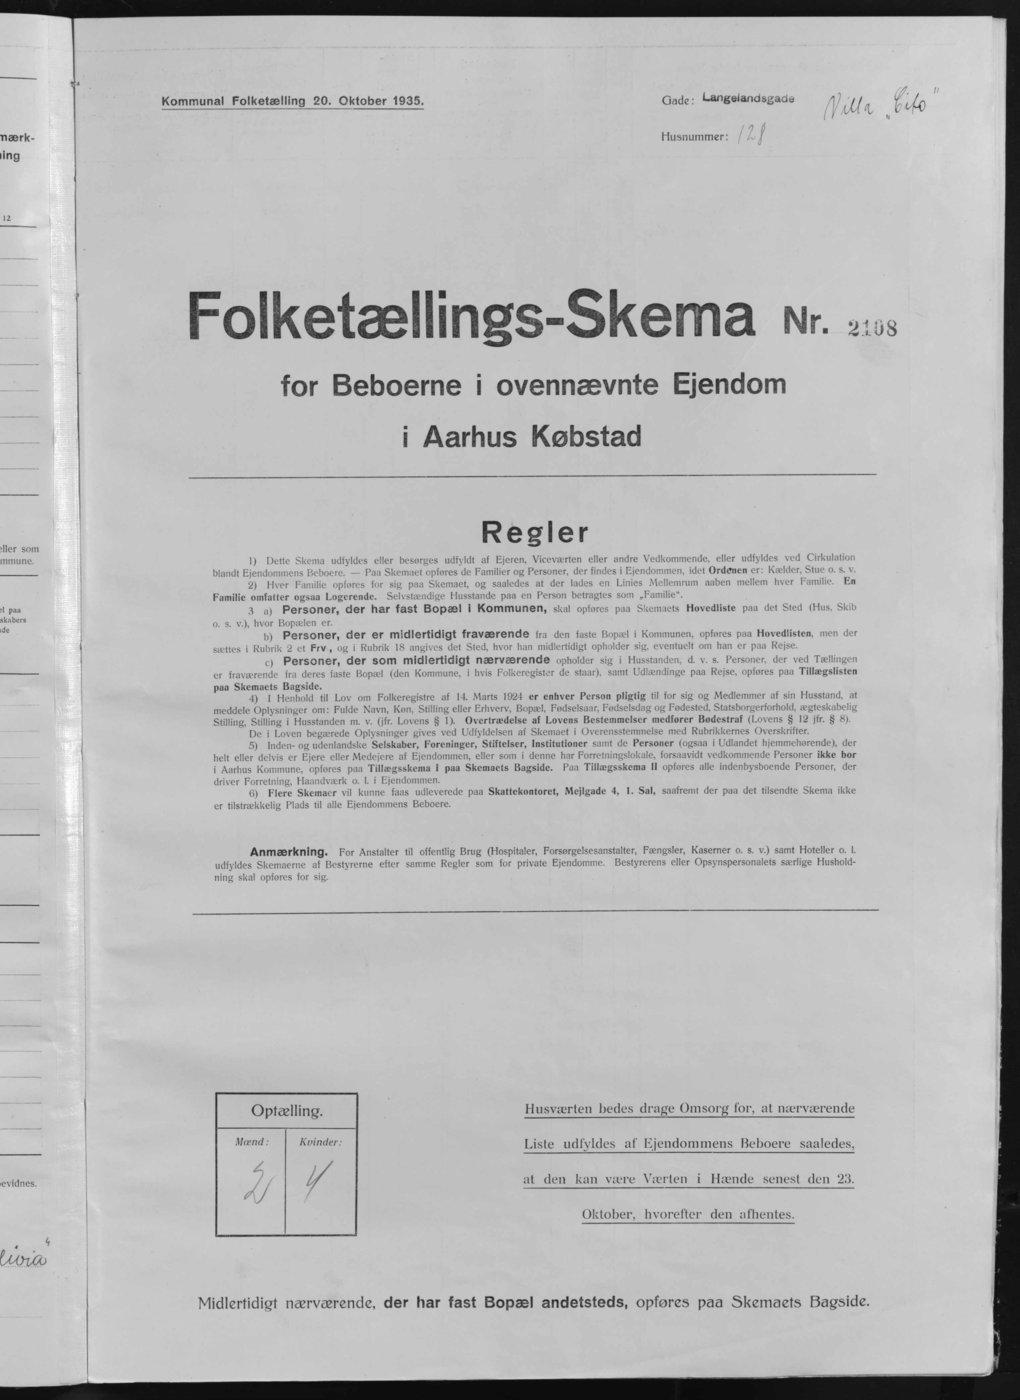 Kommunal Folketælling 20. Oktober 1935.
Gade: Langelandsgade
Villa „Cito"
Husnummer: 128
Folketællings-Skema Nr. 2108
for Beboerne i ovennævnte Ejendom
i Aarhus Købstad
Regler
1) Dette Skema udfyldes eller besørges udfyldt af Ejeren, Viceværten eller andre Vedkommende, eller udfyldes ved Cirkulation
blandt Ejendommens Beboere. — Paa Skemaet opføres de Familier og Personer, der findes i Ejendommen, idet Ordenen er: Kælder, Stue o. s. v.
2) Hver Familie opføres for sig paa Skemaet, og saaledes at der lades en Linies Mellemrum aaben mellem hver Familie. En
Familie omfatter ogsaa Logerende. Selvstændige Husstande paa en Person betragtes som „Familie“.
3 a) Personer, der har fast Bopæl i Kommunen, skal opføres paa Skemaets Hovedliste paa det Sted (Hus, Skib
o. s. v.), hvor Bopælen er.
b) Personer, der er midlertidigt fraværende fra den faste Bopæl i Kommunen, opføres paa Hovedlisten, men der
sættes i Rubrik 2 et Frv., og i Rubrik 18 angives det Sted, hvor han midlertidigt opholder sig, eventuelt om han er paa Rejse.
c) Personer, der som midlertidigt nærværende opholder sig i Husstanden, d. v. s. Personer, der ved Tællingen
er fraværende fra deres faste Bopæl (den Kommune, i hvis Folkeregister de staar), samt Udlændinge paa Rejse, opføres paa Tillægslisten
paa Skemaets Bagside.
4) I Henhold til Lov om Folkeregistre af 14. Marts 1924 er enhver Person pligtig til for sig og Medlemmer af sin Husstand, at
meddele Oplysninger om: Fulde Navn, Køn, Stilling eller Erhverv, Bopæl, Fødselsaar, Fødselsdag og Fødested, Statsborgerforhold, ægteskabelig
Stilling, Stilling i Husstanden m. v. (jfr. Lovens § 1). Overtrædelse af Lovens Bestemmelser medfører Bødestraf (Lovens § 12 jfr. § 8).
De i Loven begærede Oplysninger gives ved Udfyldelsen af Skemaet i Overensstemmelse med Rubrikkernes Overskrifter.
5) Inden- og udenlandske Selskaber, Foreninger, Stiftelser, Institutioner samt de Personer (ogsaa i Udlandet hjemmehørende), der
helt eller delvis er Ejere eller Medejere af Ejendommen, eller som i denne har Forretningslokale, forsaavidt vedkommende Personer ikke bor
i Aarhus Kommune, opføres paa Tillægsskema I paa Skemaets Bagside. Paa Tillægsskema II opføres alle indenbysboende Personer, der
driver Forretning, Haandværk o. l. i Ejendommen.
6) Flere Skemaer vil kunne faas udleverede paa Skattekontoret, Mejlgade 4, 1. Sal, saafremt der paa det tilsendte Skema ikke
er tilstrækkelig Plads til alle Ejendommens Beboere.
Anmærkning. For Anstalter til offentlig Brug (Hospitaler, Forsørgelsesanstalter, Fængsler, Kaserner o. s. v.) samt Hoteller o. l.
udfyldes Skemaerne af Bestyrerne efter samme Regler som for private Ejendomme. Bestyrerens eller Opsynspersonalets særlige Hushold-
ning skal opføres for sig.
Optælling.
Mænd: Kvinder:
2 4
Husværten bedes drage Omsorg for, at nærværende
Liste udfyldes af Ejendommens Beboere saaledes,
at den kan være Værten i Hænde senest den 23.
Oktober, hvorefter den afhentes.
Midlertidigt nærværende, der har fast Bopæl andetsteds, opføres paa Skemaets Bagside.
mærk-
ning
12
eller som
mmune.
el paa
skabers
de
evidnes.
livia"